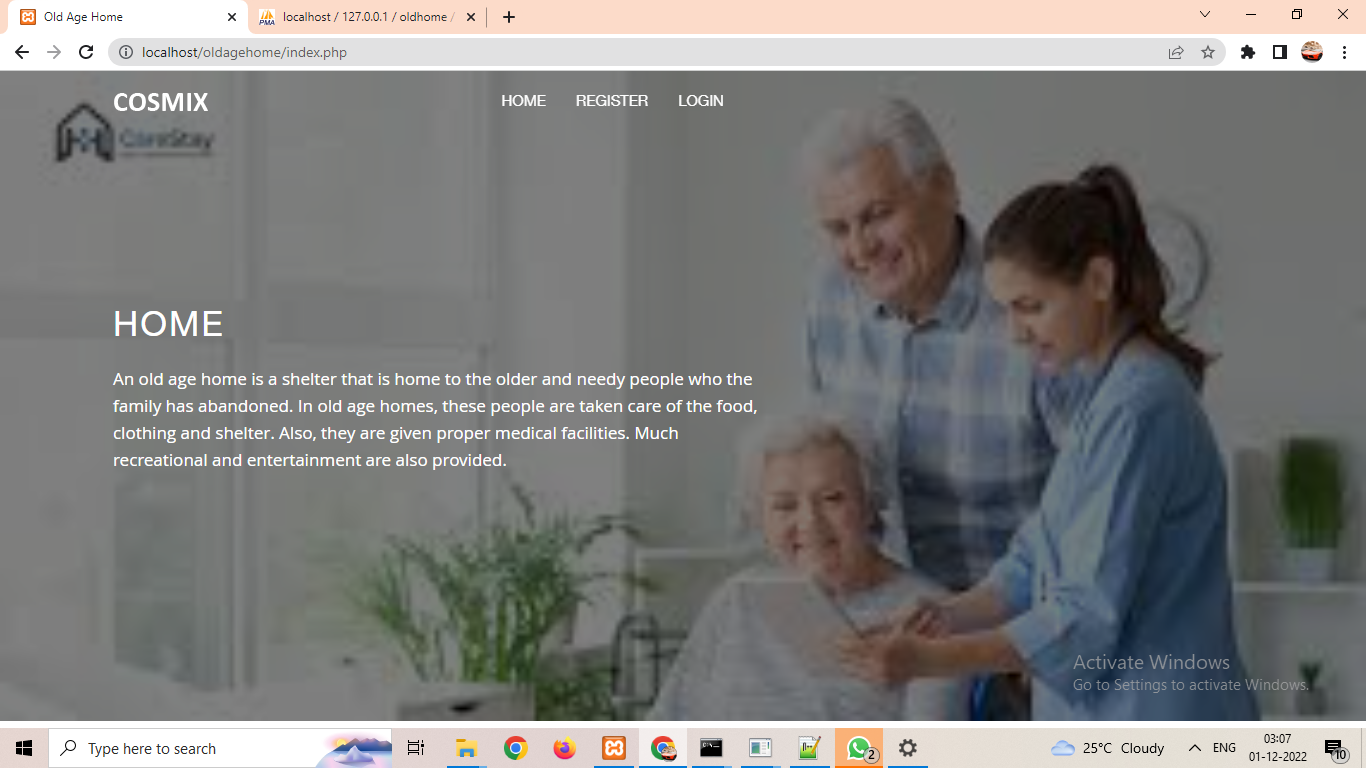 Old Age Home
localhost / 127.0.0.1 / oldhome /
localhost/oldagehome/index.php
COSMIX
HOME
REGISTER
LOGIN
CareStay
HOME
An old age home is a shelter that is home to the older and needy people who the
family has abandoned. In old age homes, these people are taken care of the food,
clothing and shelter. Also, they are given proper medical facilities. Much
recreational and entertainment are also provided.
Activate Windows
Go to Settings to activate Windows.
Type here to search
2
25°C Cloudy
ENG
03:07
01-12-2022
10